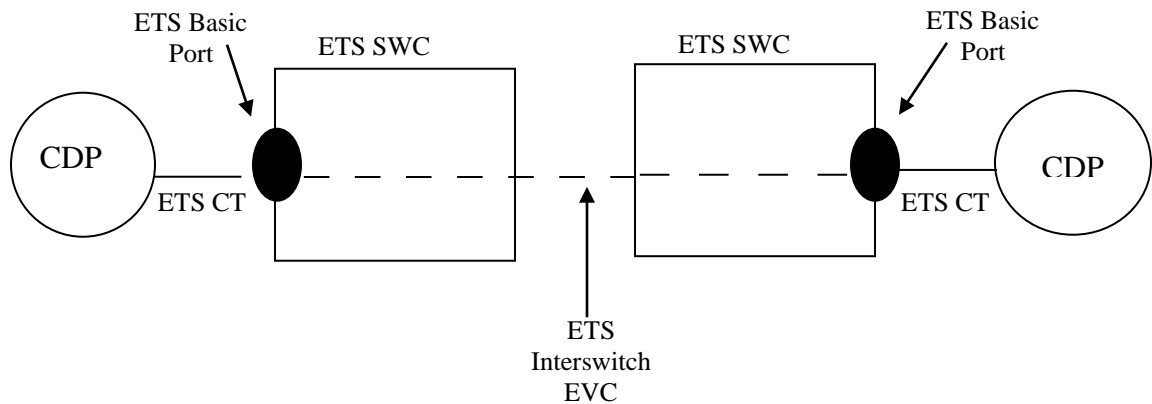 ETS Basic
Port
ETS SWC
ETS SWC
ETS Basic
Port
CDP
ETS CT
ETS CT
CDP
ETS
Interswitch
EVC